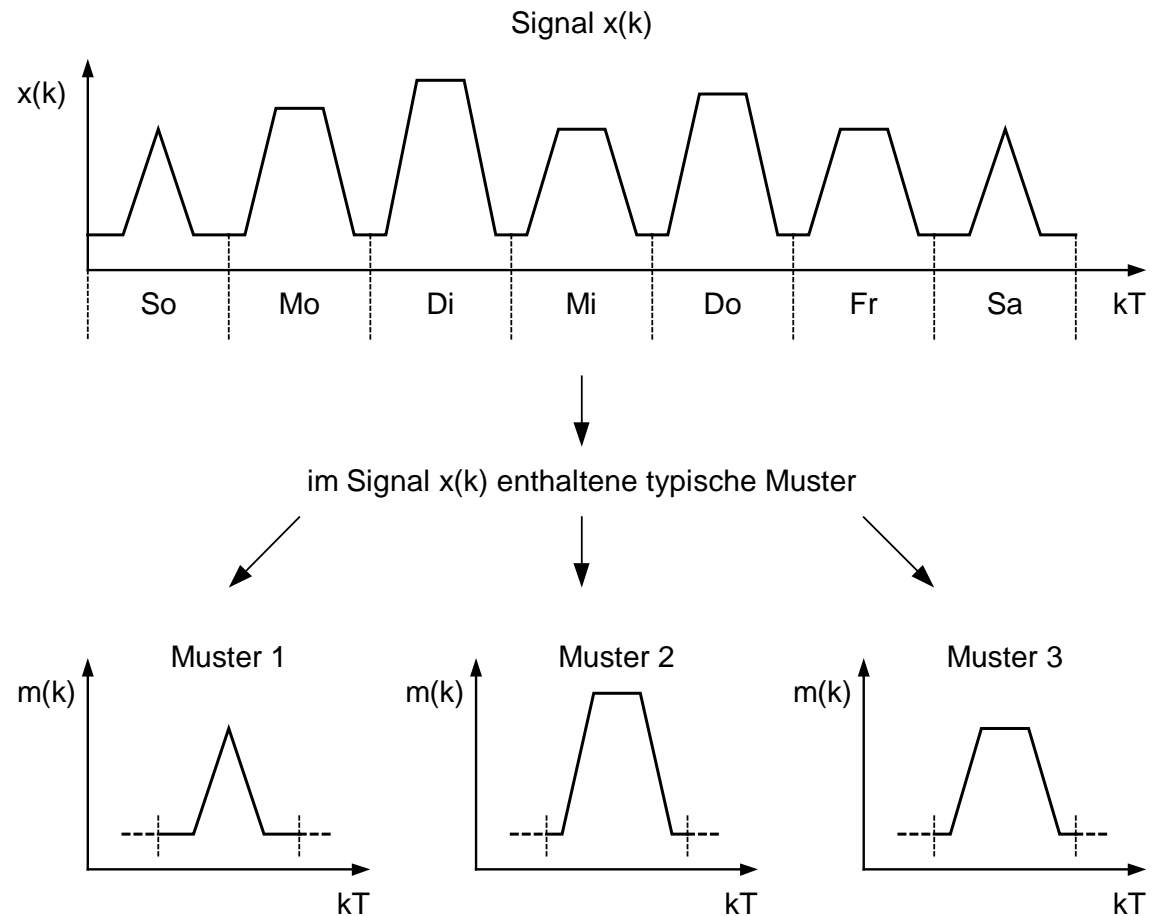 Signal x(k)
x(k)
So Mo Di Mi Do Fr Sa kT
im Signal x(k) enthaltene typische Muster
Muster 1 Muster 2 Muster 3
m(k) m(k) m(k)
kT kT kT